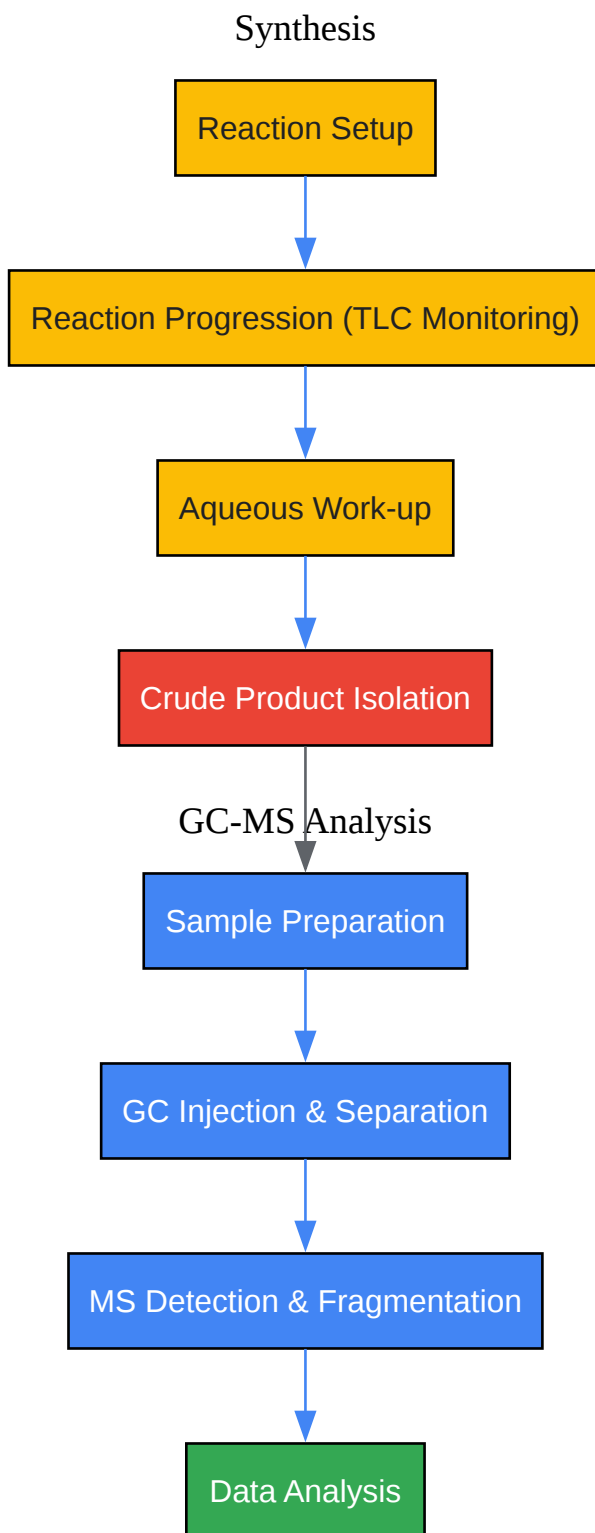 Synthesis
Reaction Setup
Reaction Progression (TLC Monitoring)
Aqueous Work-up
Crude Product Isolation
GC-MS Analysis
Sample Preparation
GC Injection & Separation
MS Detection & Fragmentation
Data Analysis